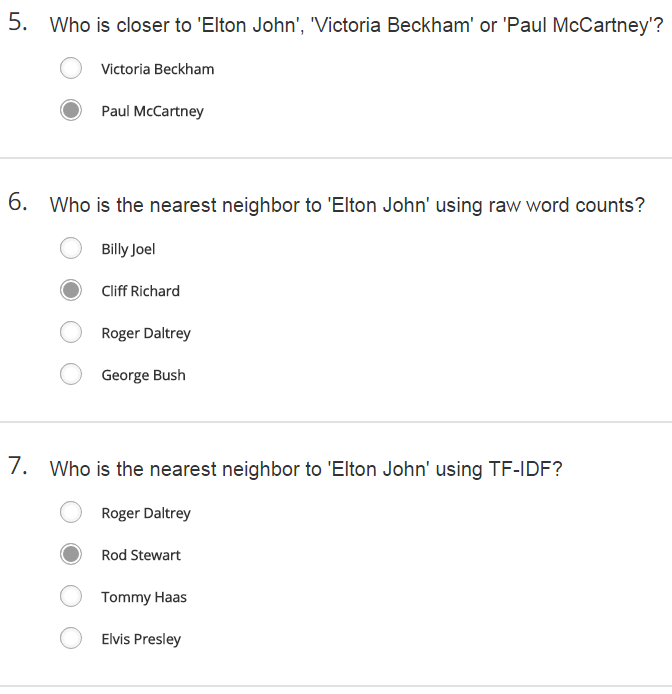 5. Who is closer to 'Elton John', 'Victoria Beckham' or 'Paul McCartney'?
Victoria Beckham
Paul McCartney
6. Who is the nearest neighbor to 'Elton John' using raw word counts?
Billy Joel
Cliff Richard
Roger Daltrey
George Bush
7. Who is the nearest neighbor to 'Elton John' using TF-IDF?
Roger Daltrey
Rod Stewart
Tommy Haas
Elvis Presley